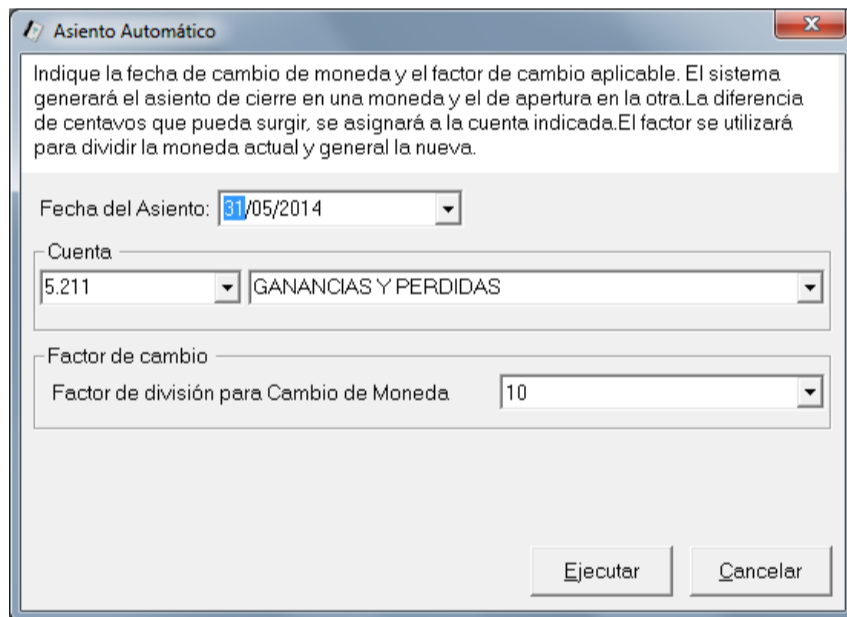 Asiento Automático
Indique la fecha de cambio de moneda y el factor de cambio aplicable. El sistema
generará el asiento de cierre en una moneda y el de apertura en la otra.La diferencia
de centavos que pueda surgir, se asignará a la cuenta indicada.El factor se utilizará
para dividir la moneda actual y general la nueva.
Fecha del Asiento: 31/05/2014
Cuenta
5.211 GANANCIAS Y PERDIDAS
Factor de cambio
Factor de división para Cambio de Moneda 10
Ejecutar Cancelar